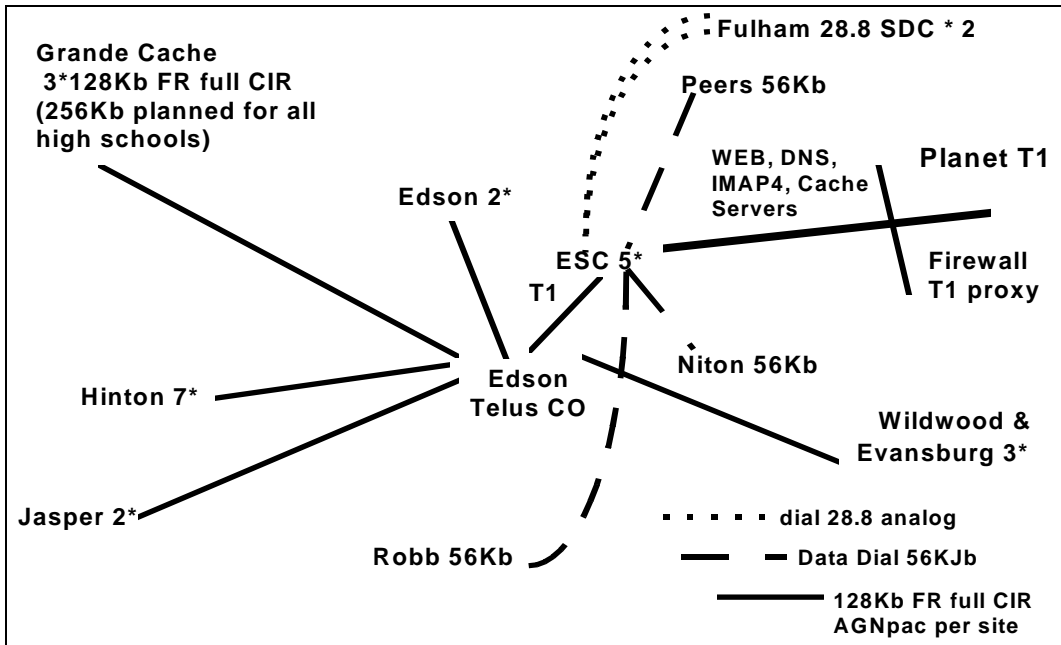 Grande Cache
3*128Kb FR full CIR
(256Kb planned for all
high schools)
Fulham 28.8 SDC * 2
Peers 56Kb
WEB, DNS,
IMAP4, Cache
Servers
Planet T1
Edson 2*
ESC 5*
T1
Firewall
T1 proxy
Niton 56Kb
Hinton 7*
Edson
Telus CO
Wildwood &
Evansburg 3*
Jasper 2*
Robb 56Kb
dial 28.8 analog
Data Dial 56KJb
128Kb FR full CIR
AGNpac per site